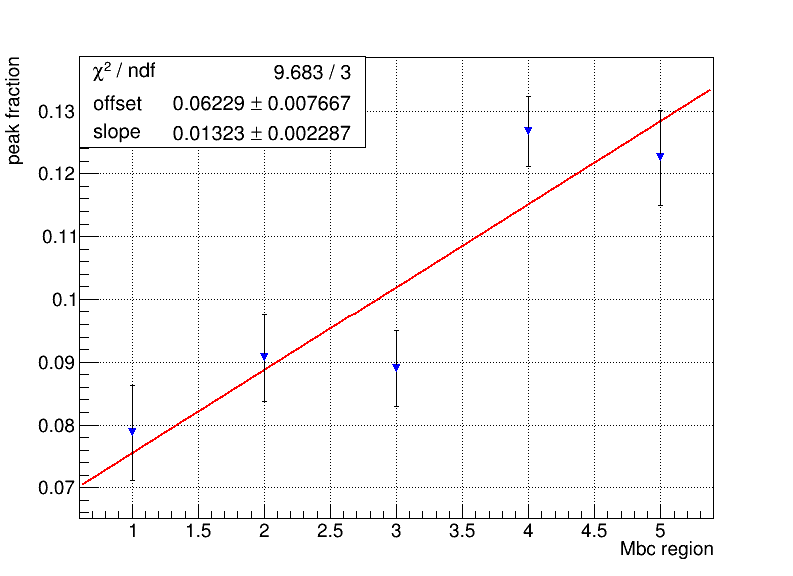 peak fraction
χ² / ndf 9.683 / 3
offset 0.06229 ± 0.007667
slope 0.01323 ± 0.002287
0.13
0.12
0.11
0.1
0.09
0.08
0.07
1 1.5 2 2.5 3 3.5 4 4.5 5
Mbc region